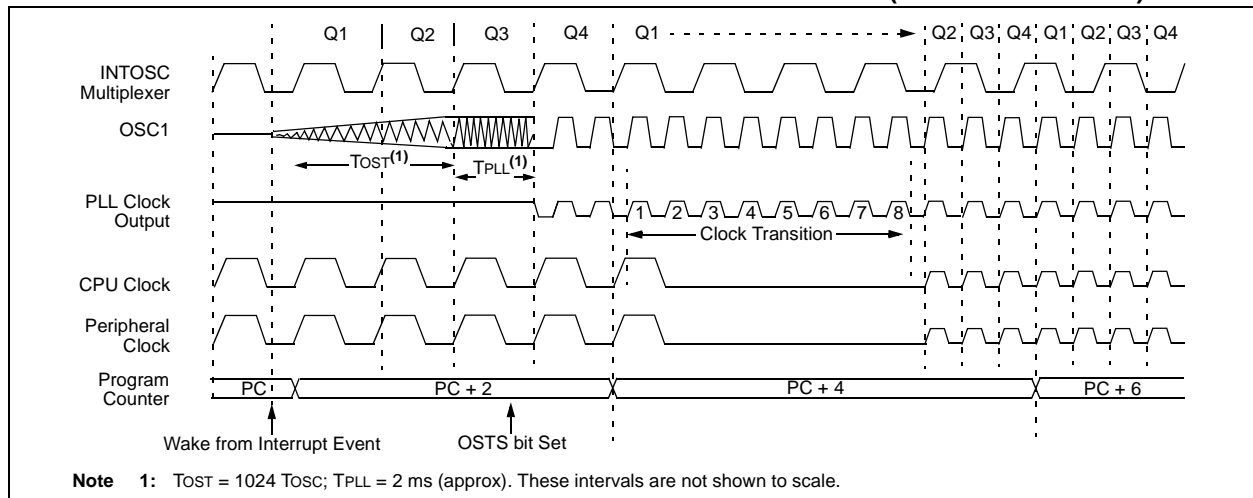 Q1 Q2 Q3 Q4 Q1 Q2 Q3 Q4 Q1 Q2 Q3 Q4
INTOSC
Multiplexer
OSC1
TOST(1)
TPLL(1)
PLL Clock
Output
1 2 3 4 5 6 7 8
Clock Transition
CPU Clock
Peripheral
Clock
Program
Counter
PC PC + 2 PC + 4 PC + 6
Wake from Interrupt Event OSTS bit Set
Note 1: TOST = 1024 TOSC; TPLL = 2 ms (approx). These intervals are not shown to scale.